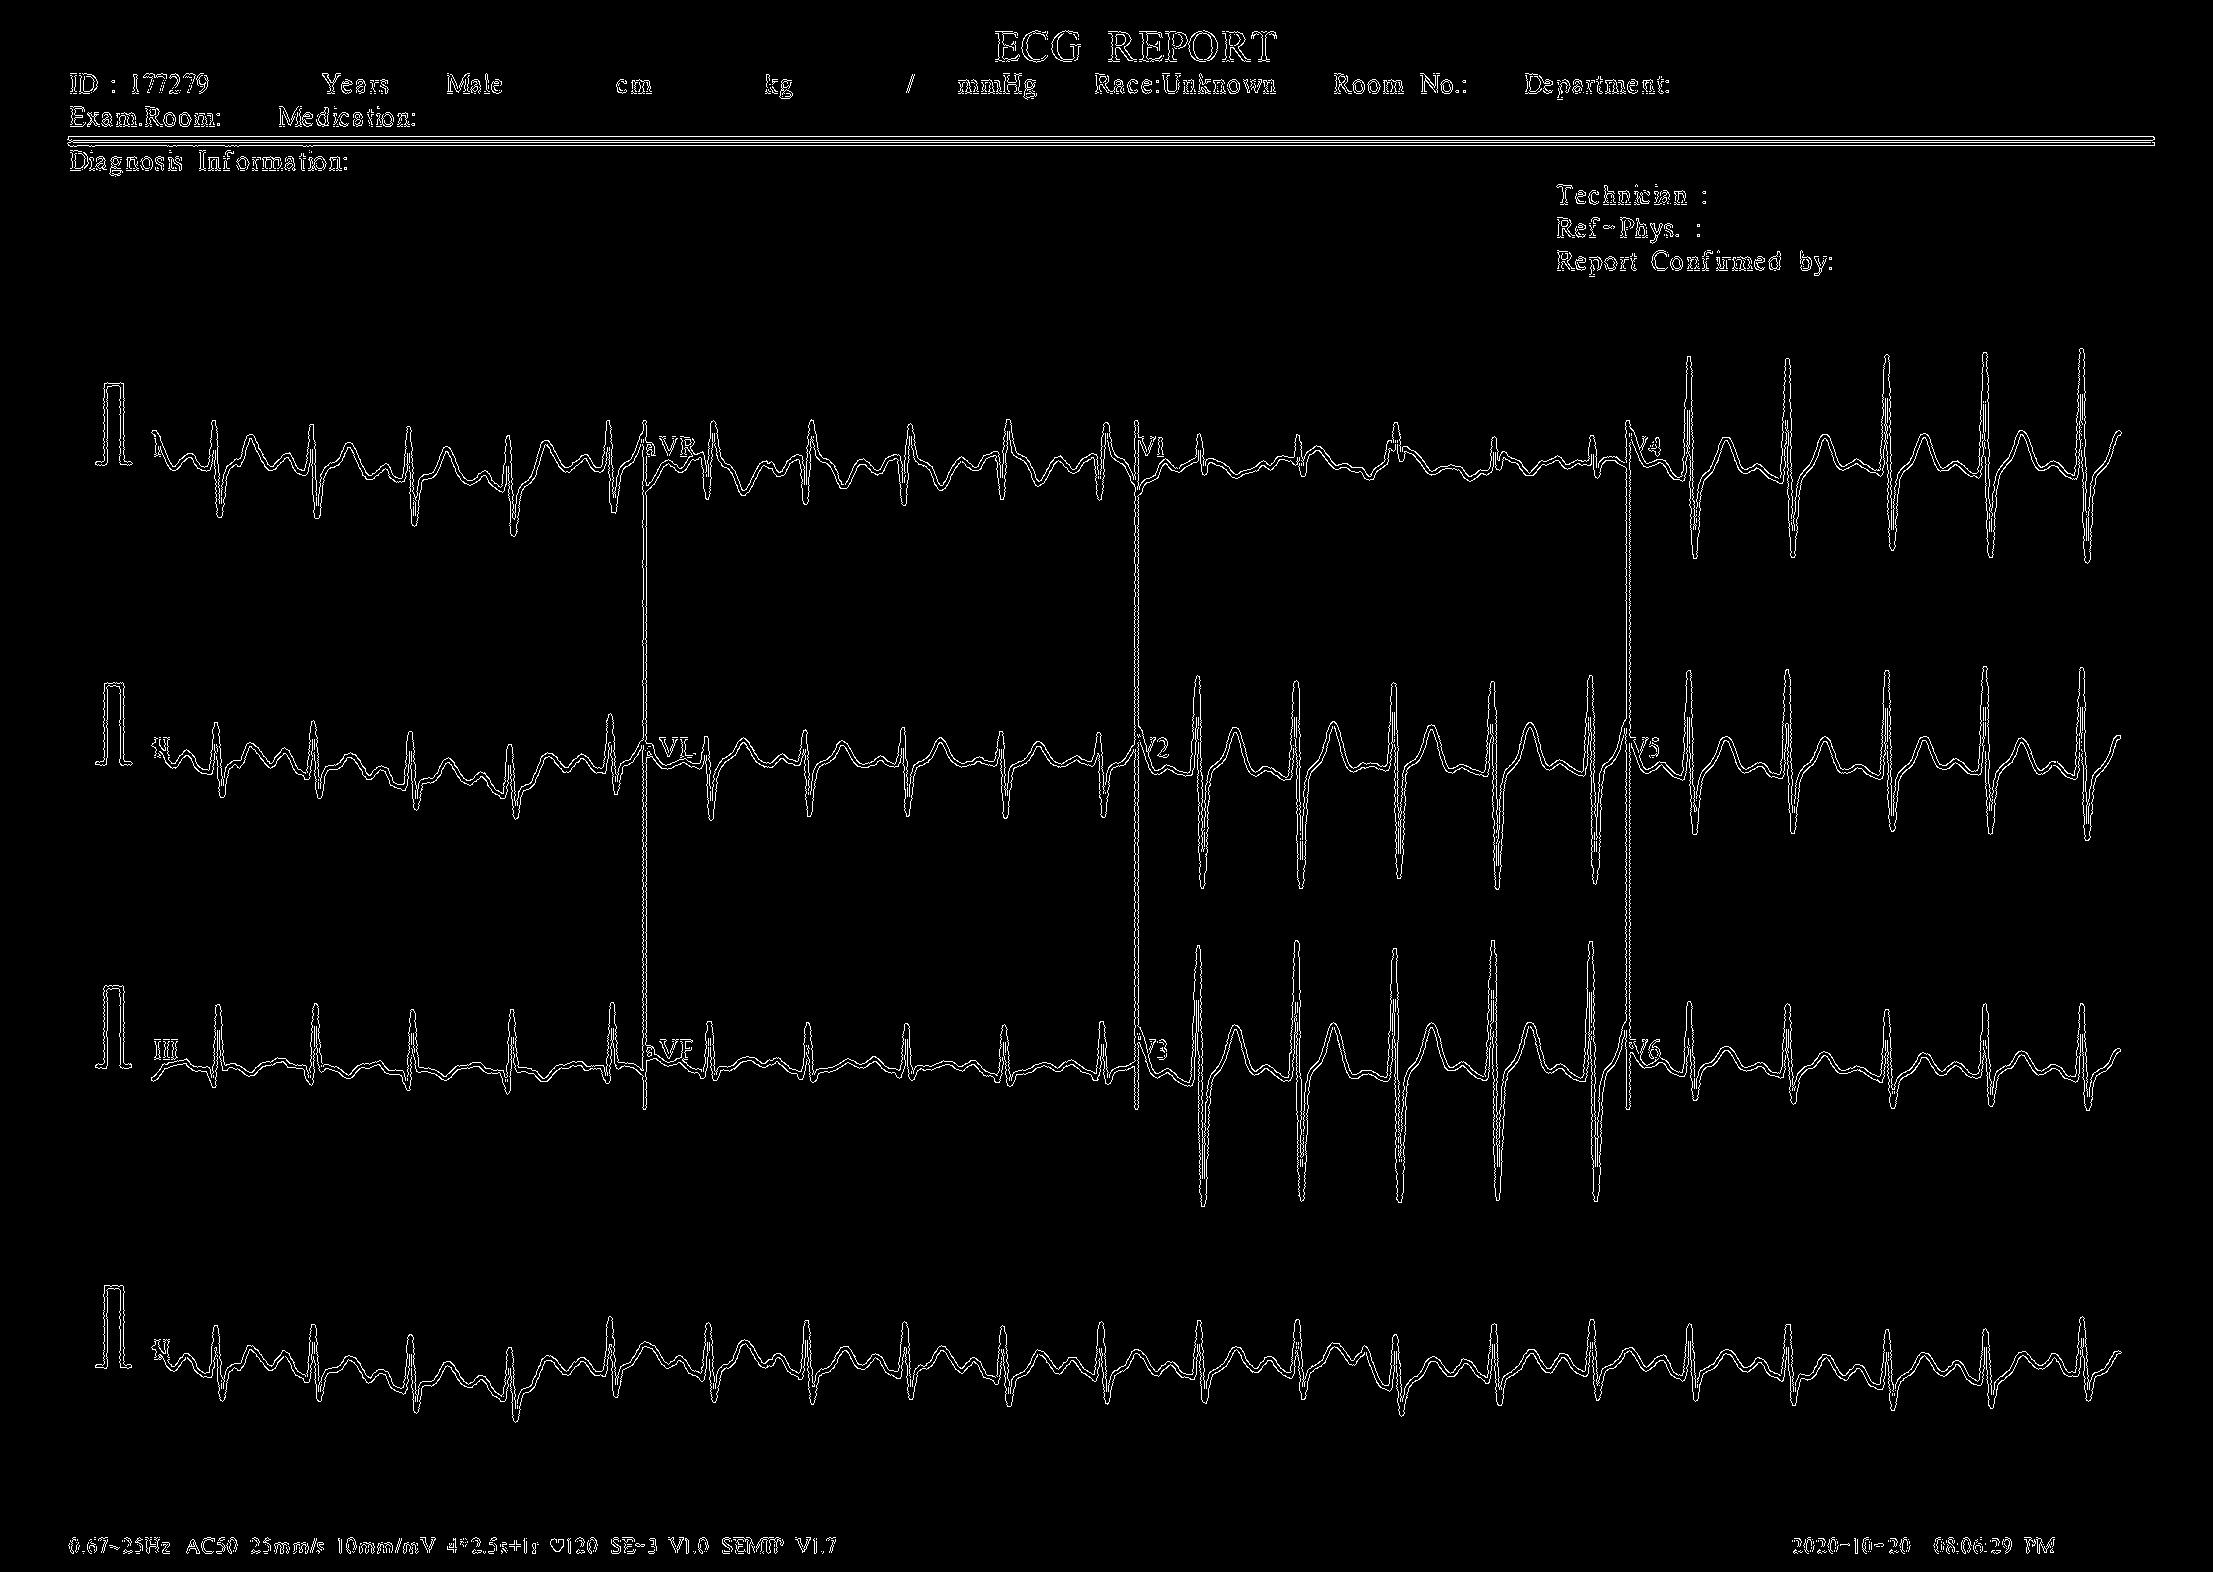 ECG REPORT
ID : 177279 Years Male cm kg / mmHg Race:Unknown Room No.: Department:
Exam.Room: Medication:
Diagnosis Information:
Technician :
Ref-Phys. :
Report Confirmed by:
I aVR V1 V4
II aVL V2 V5
III aVF V3 V6
II
0.67~25Hz AC50 25mm/s 10mm/mV 4*2.5s+1r ♡120 SE-3 V1.0 SEMIP V1.7 2020-10-20 08:06:29 PM